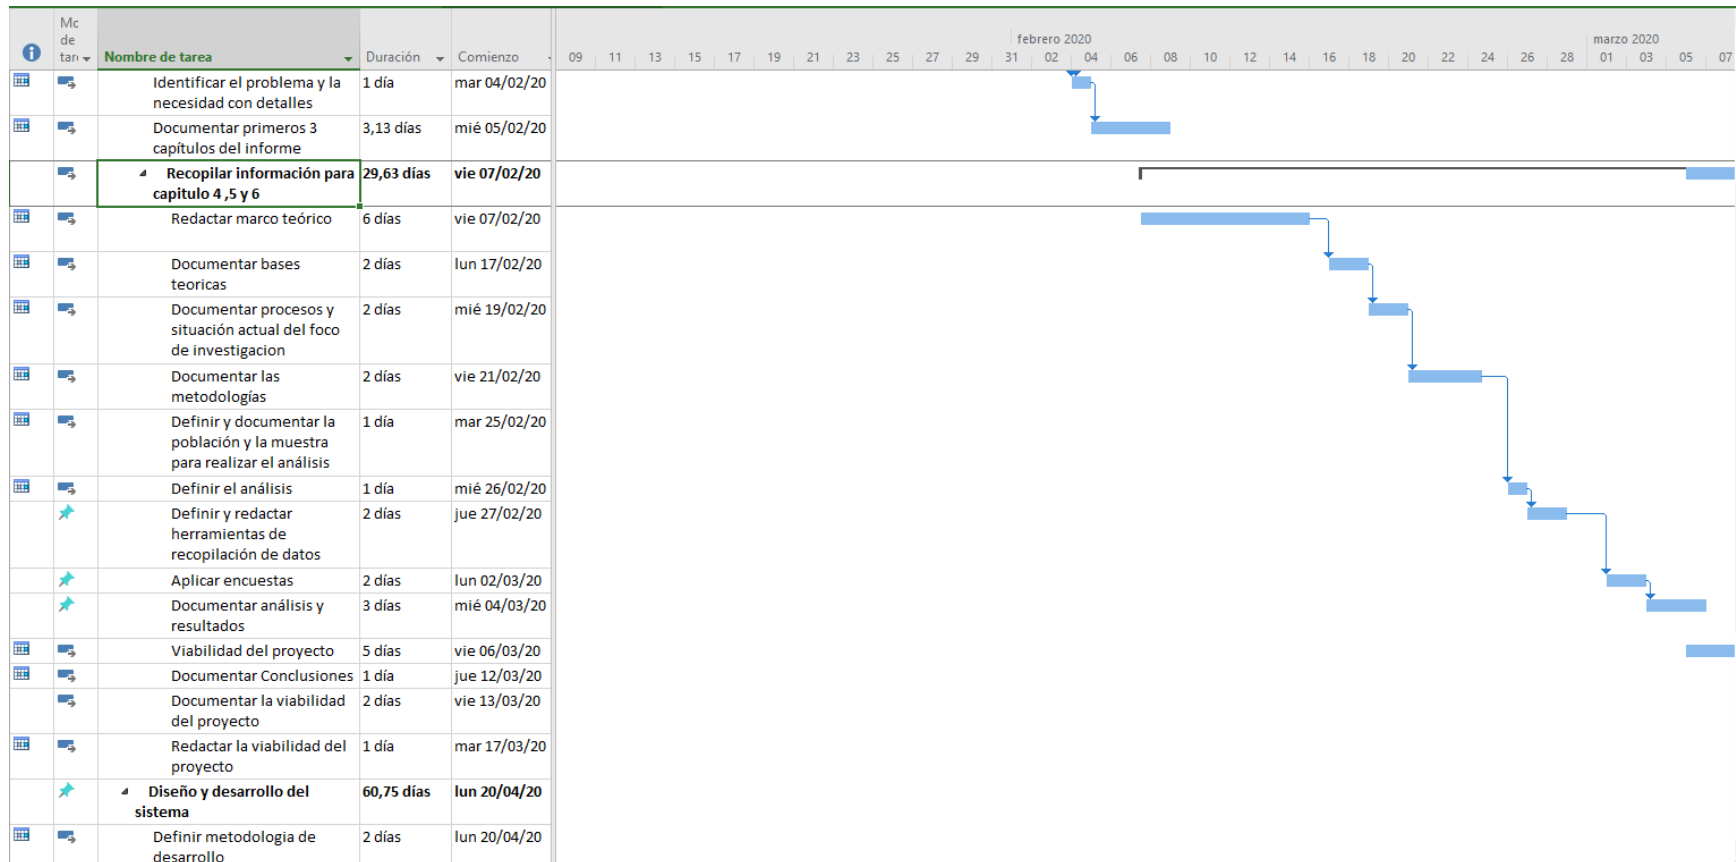 febrero 2020 marzo 2020
Mc
de
tari Nombre de tarea Duración Comienzo 09 11 13 15 17 19 21 23 25 27 29 31 02 04 06 08 10 12 14 16 18 20 22 24 26 28 01 03 05 07
Identificar el problema y la 1 día mar 04/02/20
necesidad con detalles
Documentar primeros 3 3,13 días mié 05/02/20
capítulos del informe
Recopilar información para 29,63 días vie 07/02/20
capitulo 4 ,5 y 6
Redactar marco teórico 6 días vie 07/02/20
Documentar bases 2 días lun 17/02/20
teoricas
Documentar procesos y 2 días mié 19/02/20
situación actual del foco
de investigacion
Documentar las 2 días vie 21/02/20
metodologías
Definir y documentar la 1 día mar 25/02/20
población y la muestra
para realizar el análisis
Definir el análisis 1 día mié 26/02/20
Definir y redactar 2 días jue 27/02/20
herramientas de
recopilación de datos
Aplicar encuestas 2 días lun 02/03/20
Documentar análisis y 3 días mié 04/03/20
resultados
Viabilidad del proyecto 5 días vie 06/03/20
Documentar Conclusiones 1 día jue 12/03/20
Documentar la viabilidad 2 días vie 13/03/20
del proyecto
Redactar la viabilidad del 1 día mar 17/03/20
proyecto
Diseño y desarrollo del 60,75 días lun 20/04/20
sistema
Definir metodologia de 2 días lun 20/04/20
desarrollo